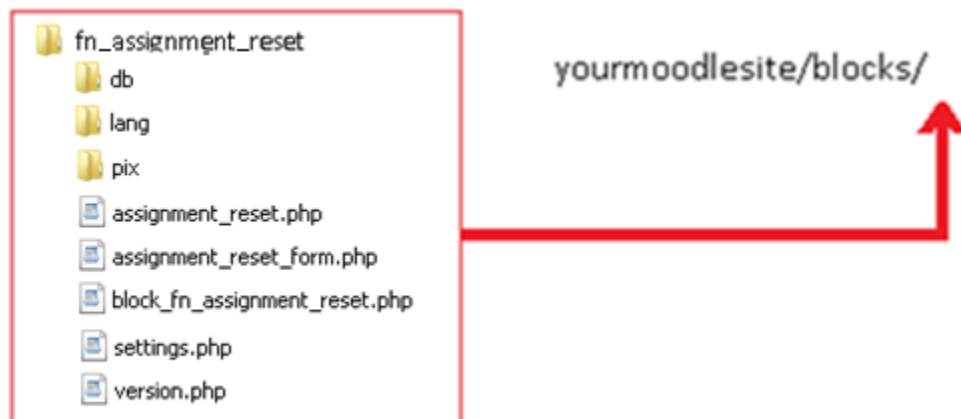 fn_assignment_reset
db
lang
pix
assignment_reset.php
assignment_reset_form.php
block_fn_assignment_reset.php
settings.php
version.php
yourmoodlesite/blocks/